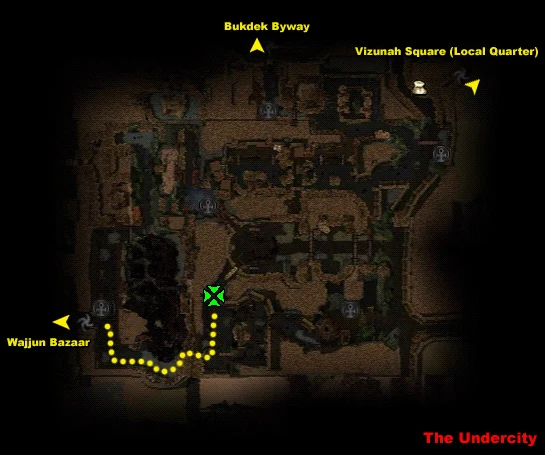 Bukdek Byway
Vizunah Square (Local Quarter)
Wajjun Bazaar
The Undercity